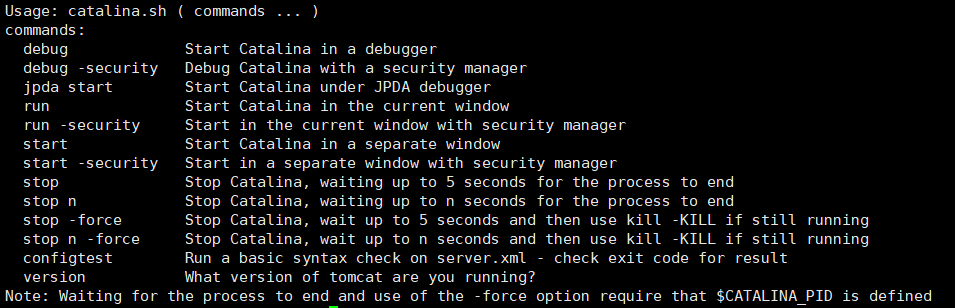 Usage: catalina.sh ( commands ... )
commands:
  debug             Start Catalina in a debugger
  debug -security   Debug Catalina with a security manager
  jpda start        Start Catalina under JPDA debugger
  run               Start Catalina in the current window
  run -security     Start in the current window with security manager
  start             Start Catalina in a separate window
  start -security   Start in a separate window with security manager
  stop              Stop Catalina, waiting up to 5 seconds for the process to end
  stop n            Stop Catalina, waiting up to n seconds for the process to end
  stop -force       Stop Catalina, wait up to 5 seconds and then use kill -KILL if still running
  stop n -force     Stop Catalina, wait up to n seconds and then use kill -KILL if still running
  configtest        Run a basic syntax check on server.xml - check exit code for result
  version           What version of tomcat are you running?
Note: Waiting for the process to end and use of the -force option require that $CATALINA_PID is defined